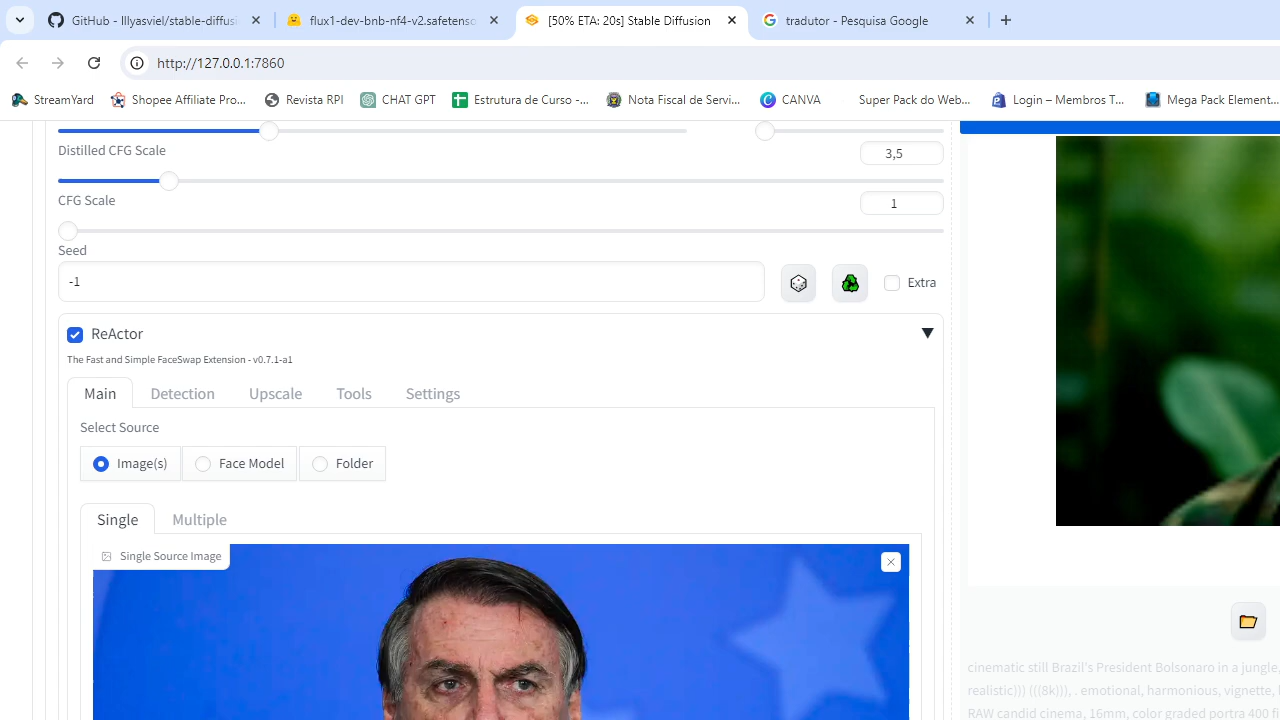 GitHub - Illyasviel/stable-diffusi
flux1-dev-bnb-nf4-v2.safetenso
[50% ETA: 20s] Stable Diffusion
tradutor - Pesquisa Google
http://127.0.0.1:7860
StreamYard
Shopee Affiliate Pro...
Revista RPI
CHAT GPT
Estrutura de Curso -...
Nota Fiscal de Servi...
CANVA
Super Pack do Web...
Login – Membros T...
Mega Pack Element...
Distilled CFG Scale
3,5
CFG Scale
1
Seed
-1
Extra
ReActor
The Fast and Simple FaceSwap Extension - v0.7.1-a1
Main
Detection
Upscale
Tools
Settings
Select Source
Image(s)
Face Model
Folder
Single
Multiple
Single Source Image
cinematic still Brazil's President Bolsonaro in a jungle,
realistic))) (((8k))), . emotional, harmonious, vignette,
RAW candid cinema, 16mm, color graded portra 400 fi